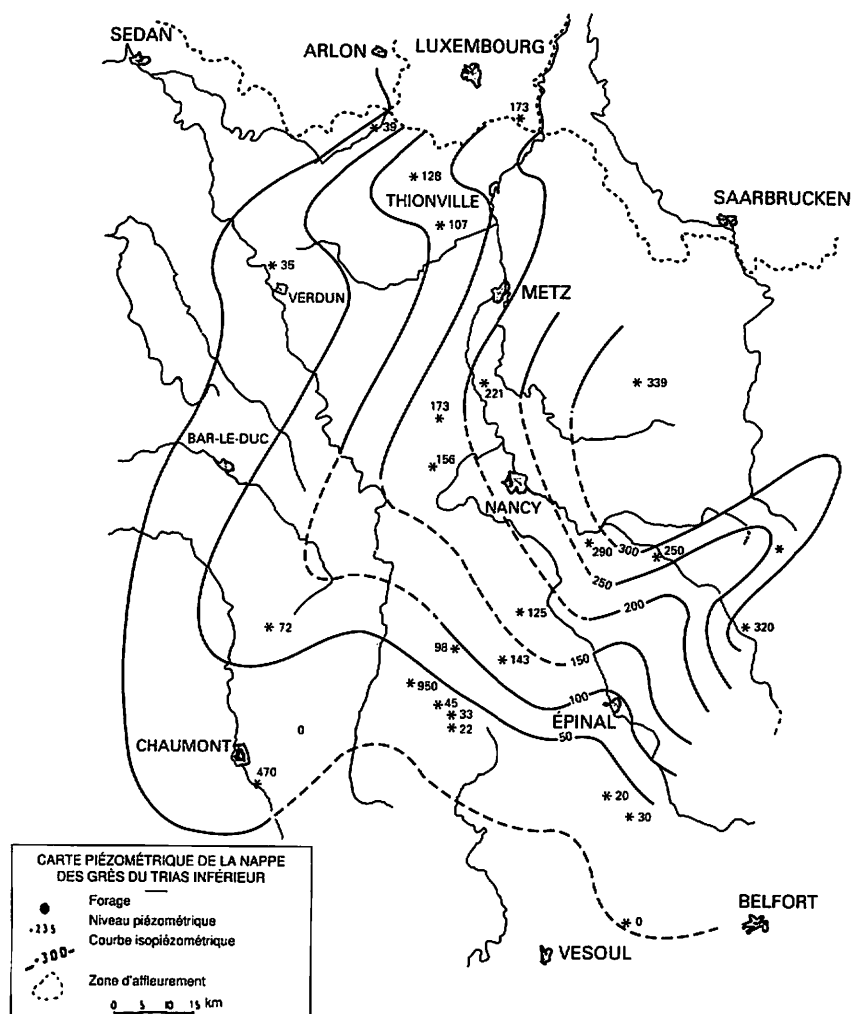 SEDAN
ARLON
LUXEMBOURG
173
39
128
THIONVILLE
SAARBRUCKEN
107
35
VERDUN
METZ
339
221
173
BAR-LE-DUC
156
NANCY
290
300
250
250
200
72
125
320
98
143
150
950
100
45
33
ÉPINAL
22
50
0
CHAUMONT
470
20
30
CARTE PIÉZOMÉTRIQUE DE LA NAPPE
DES GRÈS DU TRIAS INFÉRIEUR
Forage
235 Niveau piézométrique
300 Courbe isopiézométrique
Zone d'affleurement
0 5 10 15 km
0
BELFORT
VESOUL